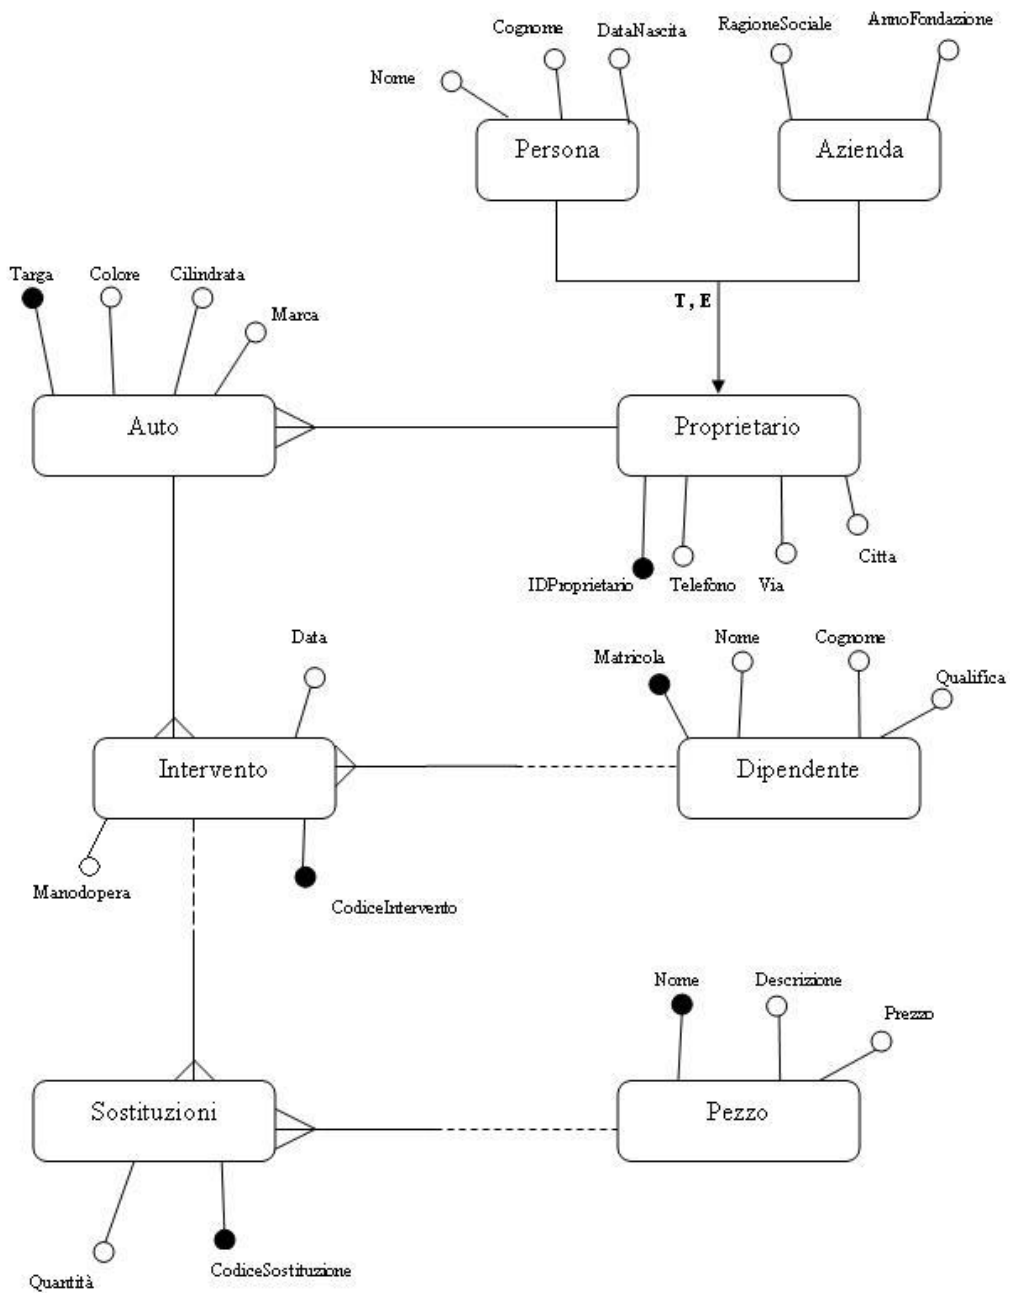 AnnoFondazione
RagioneSociale
Cognome
DataNascita
Nome
Persona
Azienda
Targa
Colore
Cilindrata
Marca
T, E
Auto
Proprietario
Citta
IDProprietario
Telefono
Via
Data
Nome
Cognome
Matricola
Qualifica
Intervento
Dipendente
Manodopera
CodiceIntervento
Nome
Descrizione
Prezzo
Sostituzioni
Pezzo
Quantità
CodiceSostituzione